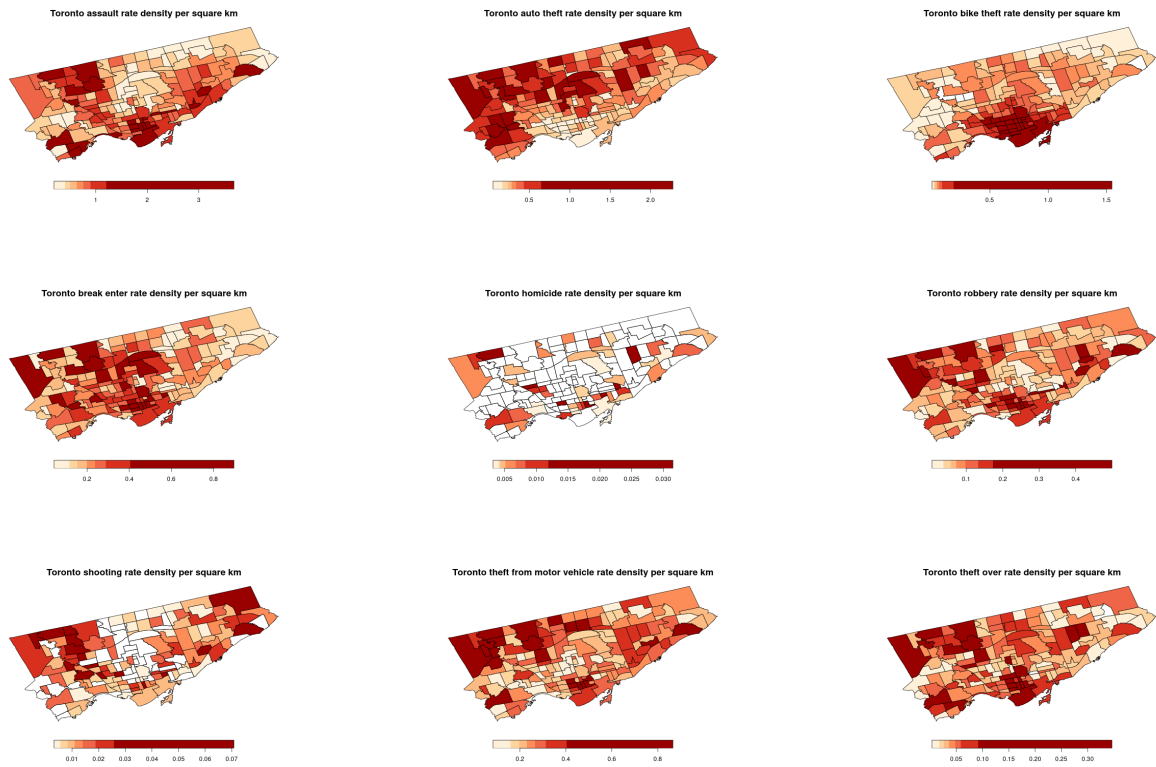 Toronto assault rate density per square km
Toronto auto theft rate density per square km
Toronto bike theft rate density per square km
1 2 3
0.5 1.0 1.5 2.0
0.5 1.0 1.5
Toronto break enter rate density per square km
Toronto homicide rate density per square km
Toronto robbery rate density per square km
0.2 0.4 0.6 0.8
0.005 0.010 0.015 0.020 0.025 0.030
0.1 0.2 0.3 0.4
Toronto shooting rate density per square km
Toronto theft from motor vehicle rate density per square km
Toronto theft over rate density per square km
0.01 0.02 0.03 0.04 0.05 0.06 0.07
0.2 0.4 0.6 0.8
0.05 0.10 0.15 0.20 0.25 0.30